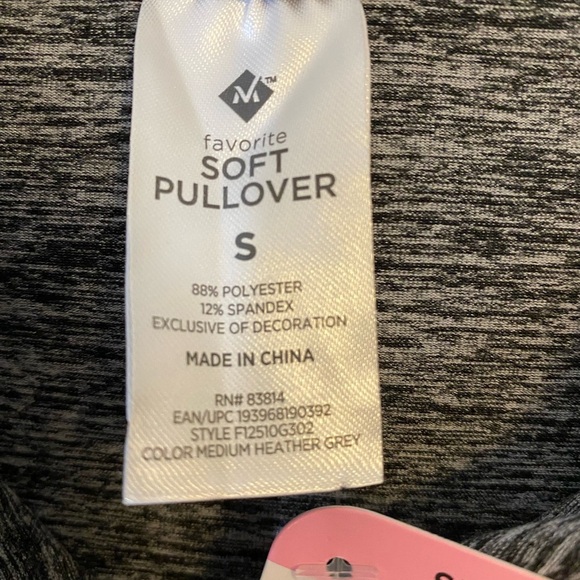 favorite
SOFT
PULLOVER
S
88% POLYESTER
12% SPANDEX
EXCLUSIVE OF DECORATION
MADE IN CHINA
RN# 83814
EAN/UPC 193968190392
STYLE F12510G302
COLOR MEDIUM HEATHER GREY